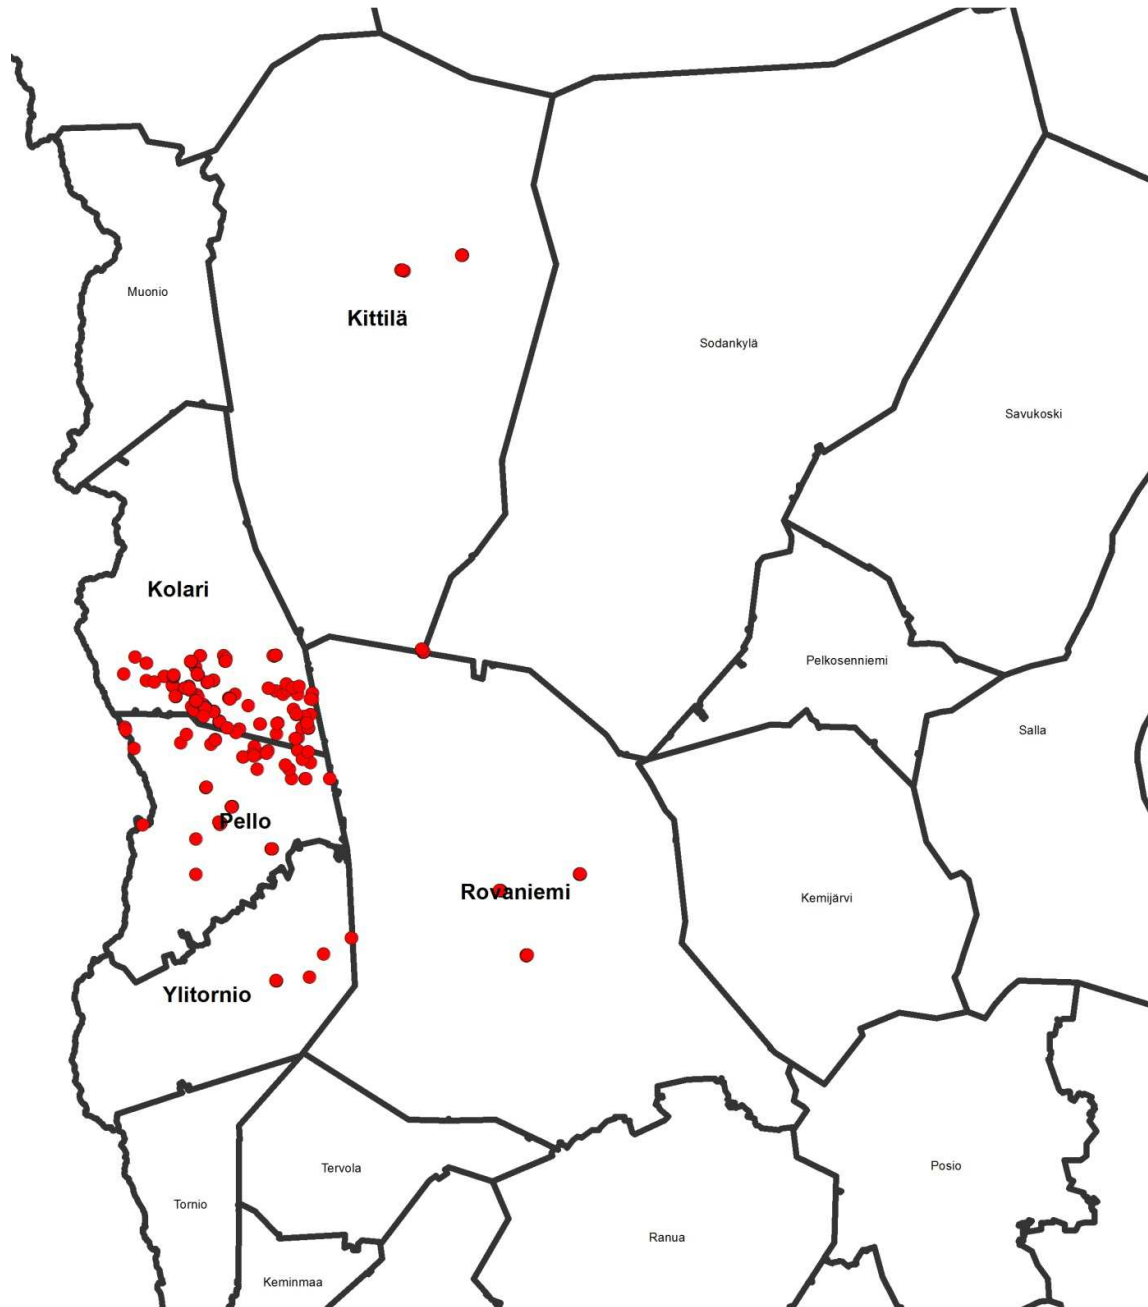 Muonio
Kittilä
Sodankylä
Savukoski
Kolari
Pelkosenniemi
Salla
Pello
Rovaniemi
Kemijärvi
Ylitornio
Tervola
Posio
Tornio
Ranua
Keminmaa